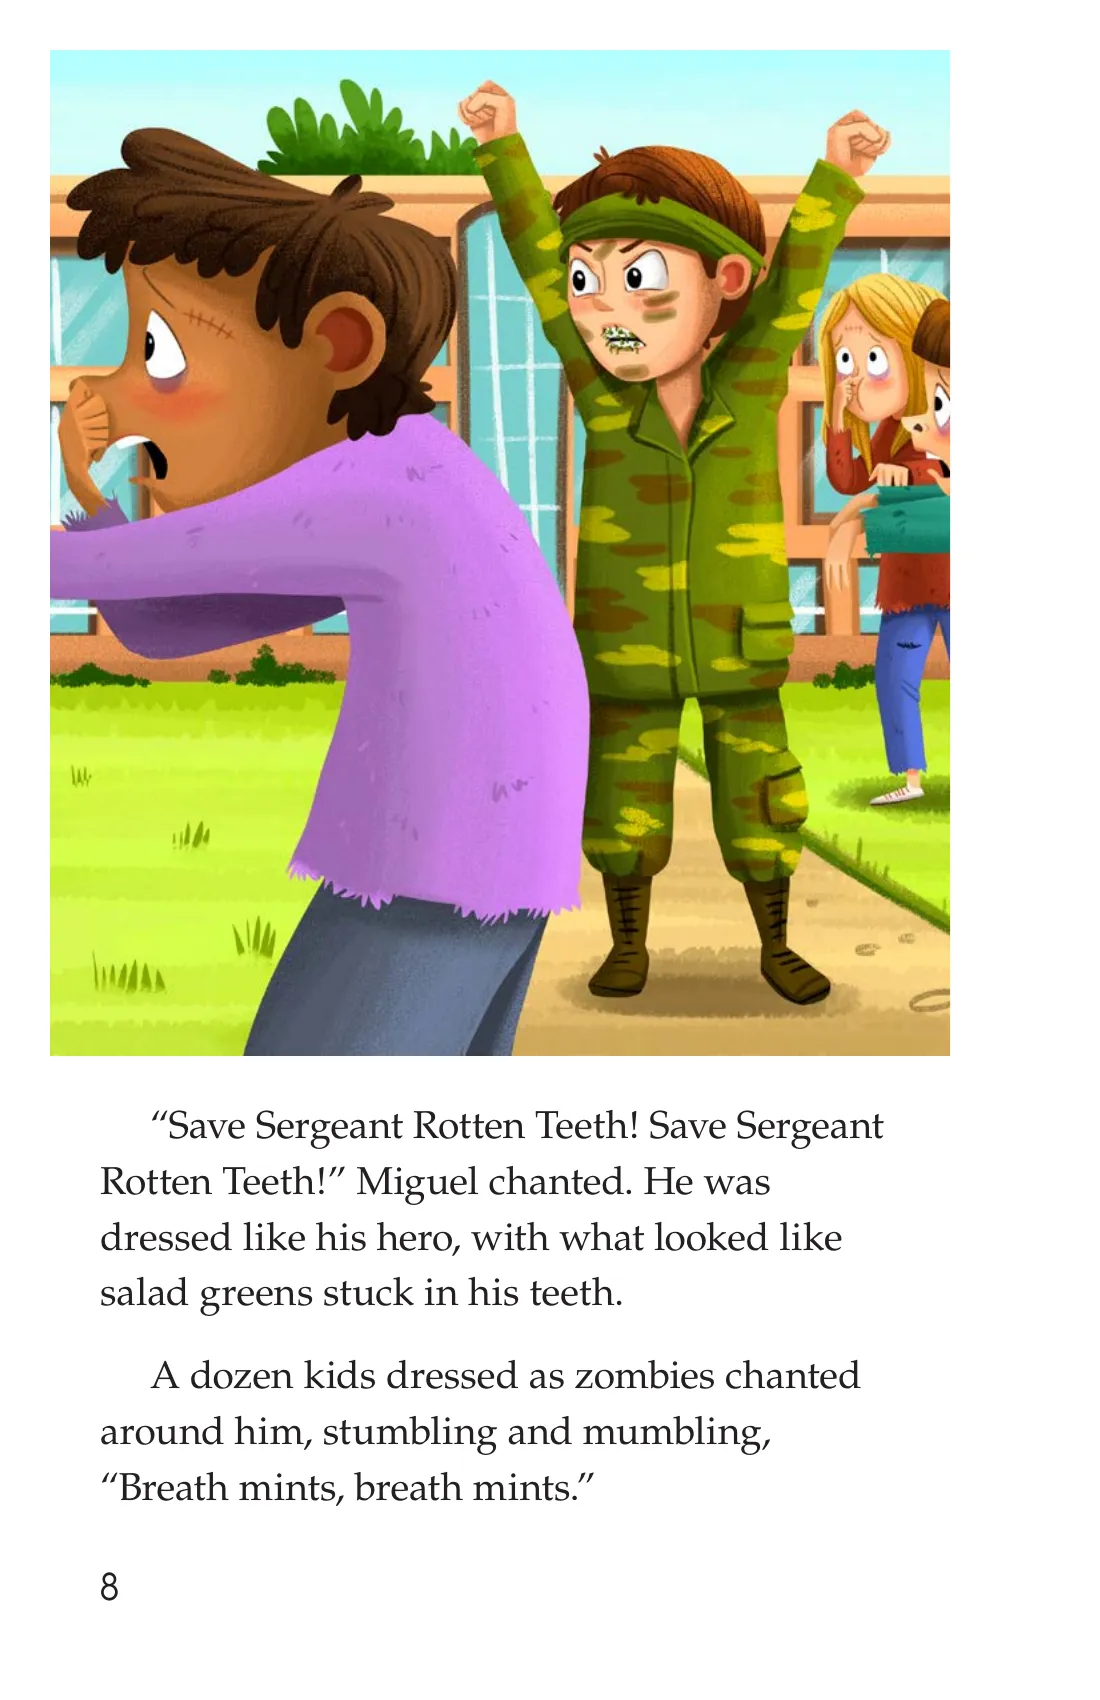 “Save Sergeant Rotten Teeth! Save Sergeant
Rotten Teeth!” Miguel chanted. He was
dressed like his hero, with what looked like
salad greens stuck in his teeth.
A dozen kids dressed as zombies chanted
around him, stumbling and mumbling,
“Breath mints, breath mints.”
8